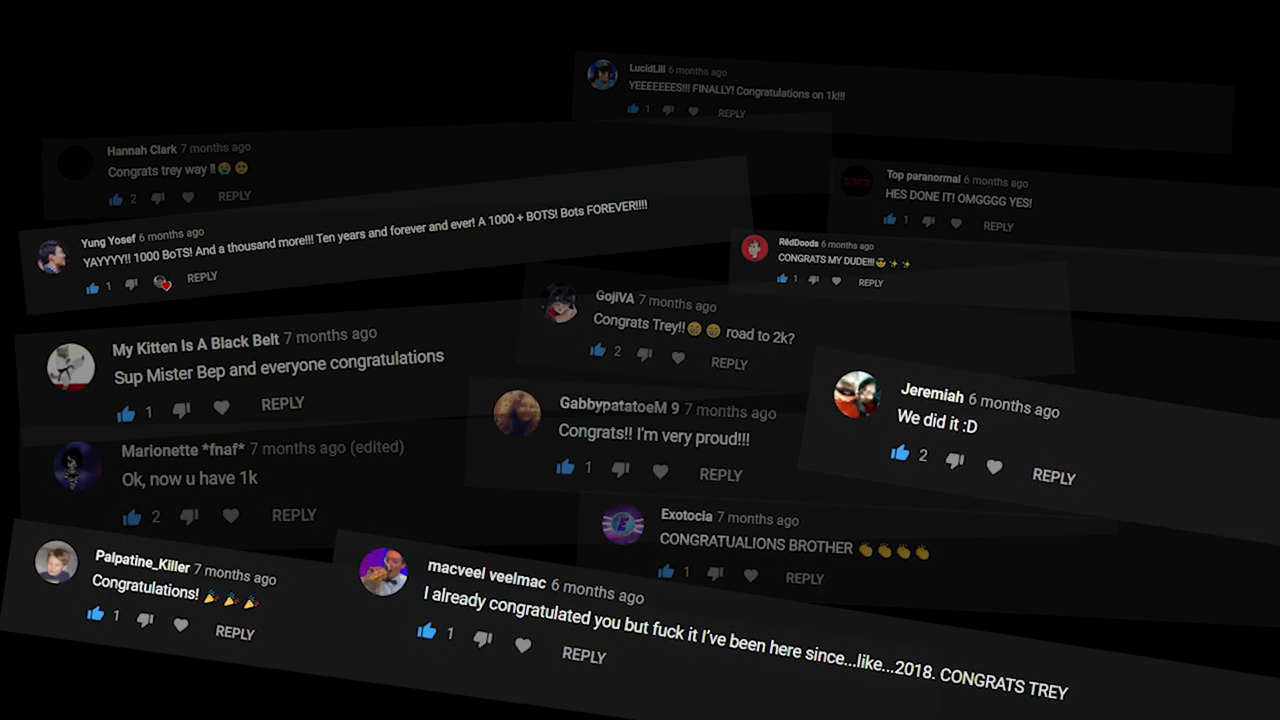 LucidLill 6 months ago
YEEEEEEES!!! FINALLY! Congratulations on 1k!!!
1 REPLY
Hannah Clark 7 months ago
Congrats trey way !! 😭 🥺
2 REPLY
Top paranormal 6 months ago
HES DONE IT! OMGGGG YES!
1 REPLY
Yung Yosef 6 months ago
YAYYYY!! 1000 BoTS! And a thousand more!!! Ten years and forever and ever! A 1000 + BOTS! Bots FOREVER!!!!
1 REPLY
RëdDoods 6 months ago
CONGRATS MY DUDE!!! 😎 ✨ ✨
1 REPLY
GojiVA 7 months ago
Congrats Trey!! 😁 😁 road to 2k?
2 REPLY
My Kitten Is A Black Belt 7 months ago
Sup Mister Bep and everyone congratulations
1 REPLY
Jeremiah 6 months ago
We did it :D
2 REPLY
GabbypatatoeM 9 7 months ago
Congrats!! I'm very proud!!!
1 REPLY
Marionette *fnaf* 7 months ago (edited)
Ok, now u have 1k
2 REPLY
Exotocia 7 months ago
CONGRATUALIONS BROTHER 👏 👏 👏 👏
1 REPLY
Palpatine_Killer 7 months ago
Congratulations! 🎉 🎉 🎉
1 REPLY
macveel veelmac 6 months ago
I already congratulated you but fuck it I've been here since...like...2018. CONGRATS TREY
1 REPLY